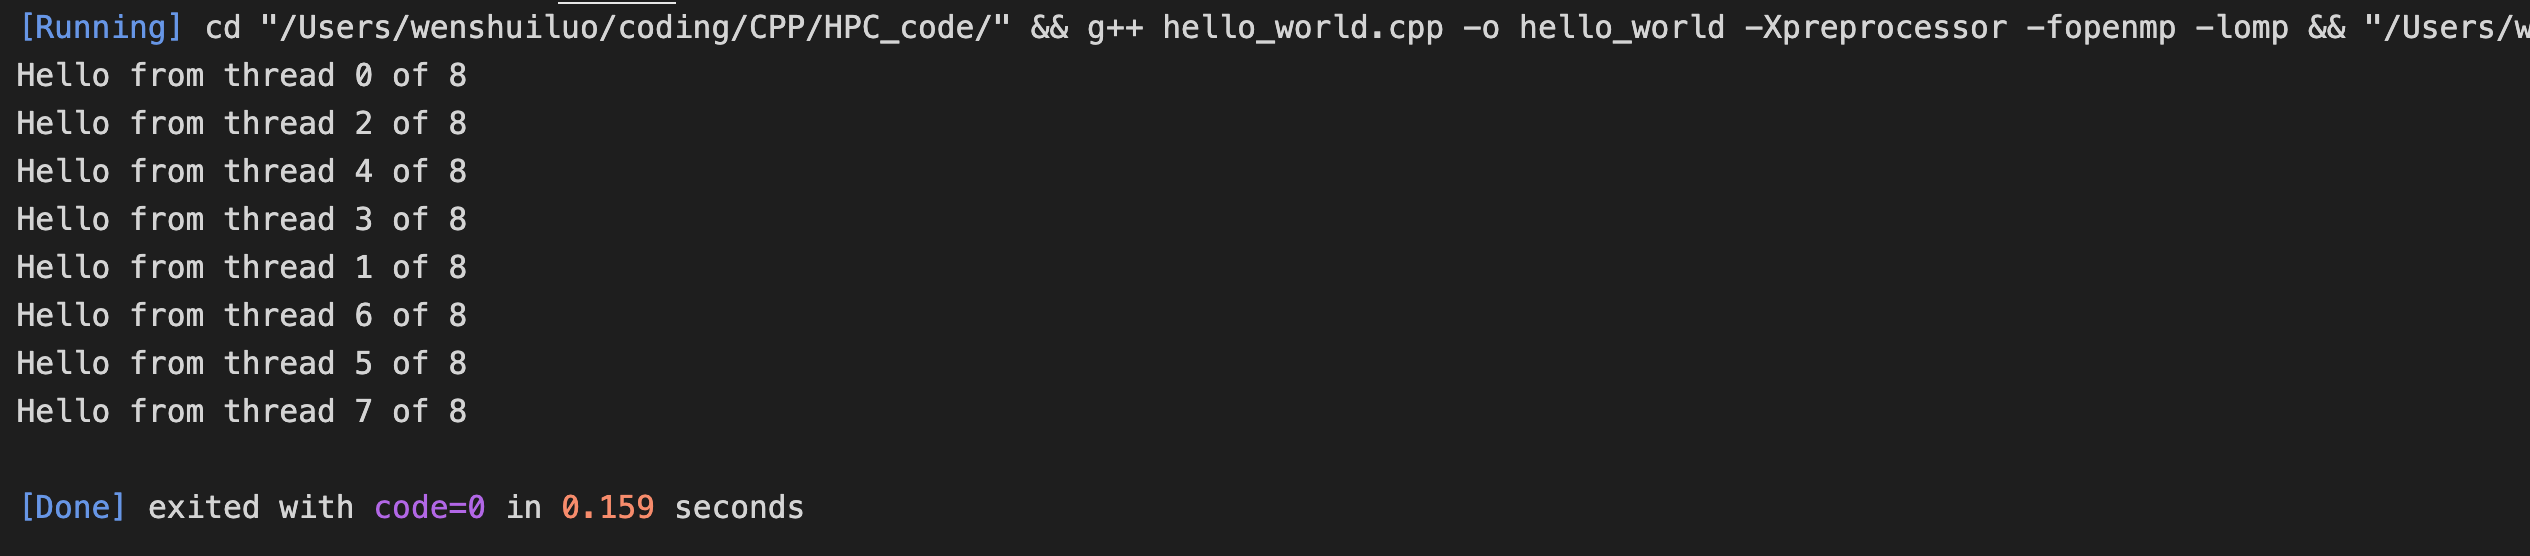 [Running] cd "/Users/wenshuiluo/coding/CPP/HPC_code/" && g++ hello_world.cpp -o hello_world -Xpreprocessor -fopenmp -lomp && "/Users/w
Hello from thread 0 of 8
Hello from thread 2 of 8
Hello from thread 4 of 8
Hello from thread 3 of 8
Hello from thread 1 of 8
Hello from thread 6 of 8
Hello from thread 5 of 8
Hello from thread 7 of 8
[Done] exited with code=0 in 0.159 seconds